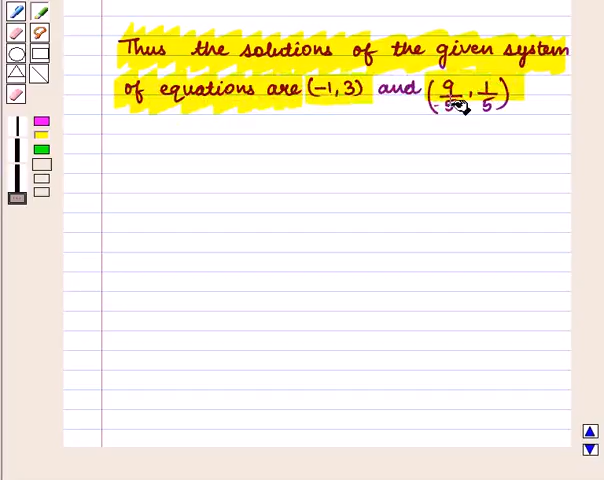 Thus the solutions of the given system
of equations are (-1, 3) and (9/5, 1/5)